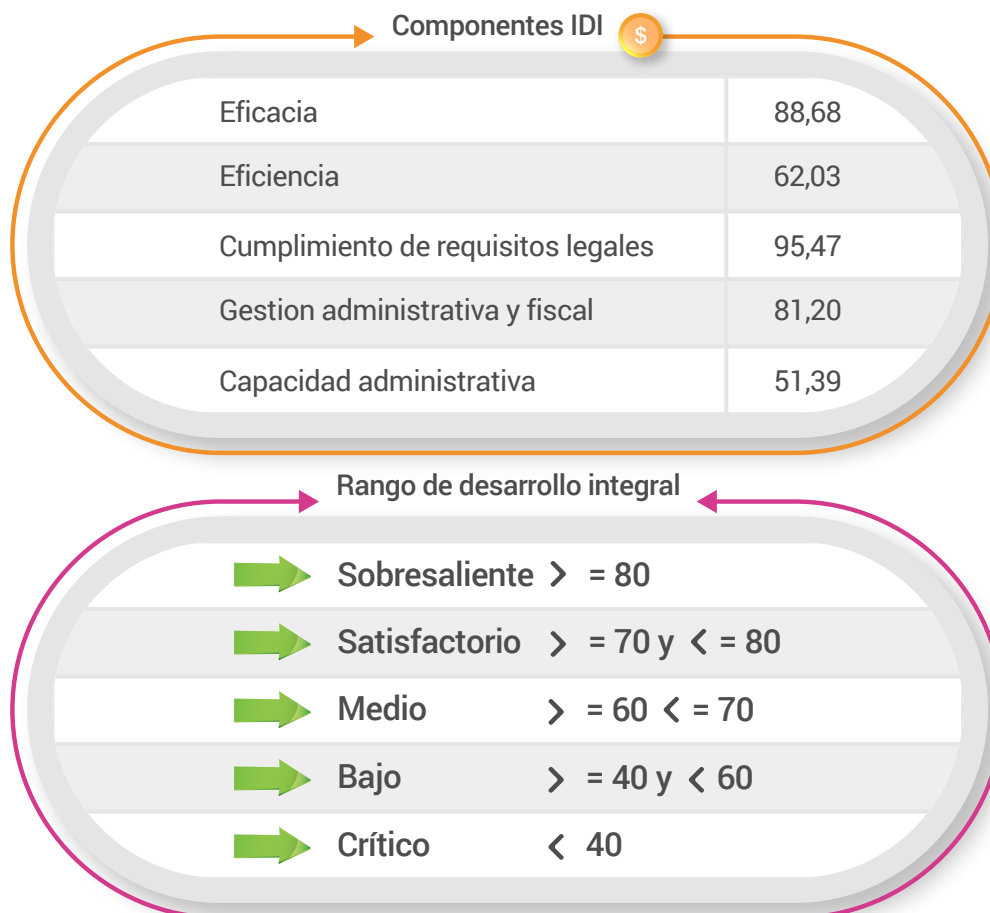 Componentes IDI
$
Eficacia 88,68
Eficiencia 62,03
Cumplimiento de requisitos legales 95,47
Gestion administrativa y fiscal 81,20
Capacidad administrativa 51,39
Rango de desarrollo integral
Sobresaliente > = 80
Satisfactorio > = 70 y < = 80
Medio > = 60 < = 70
Bajo > = 40 y < 60
Crítico < 40